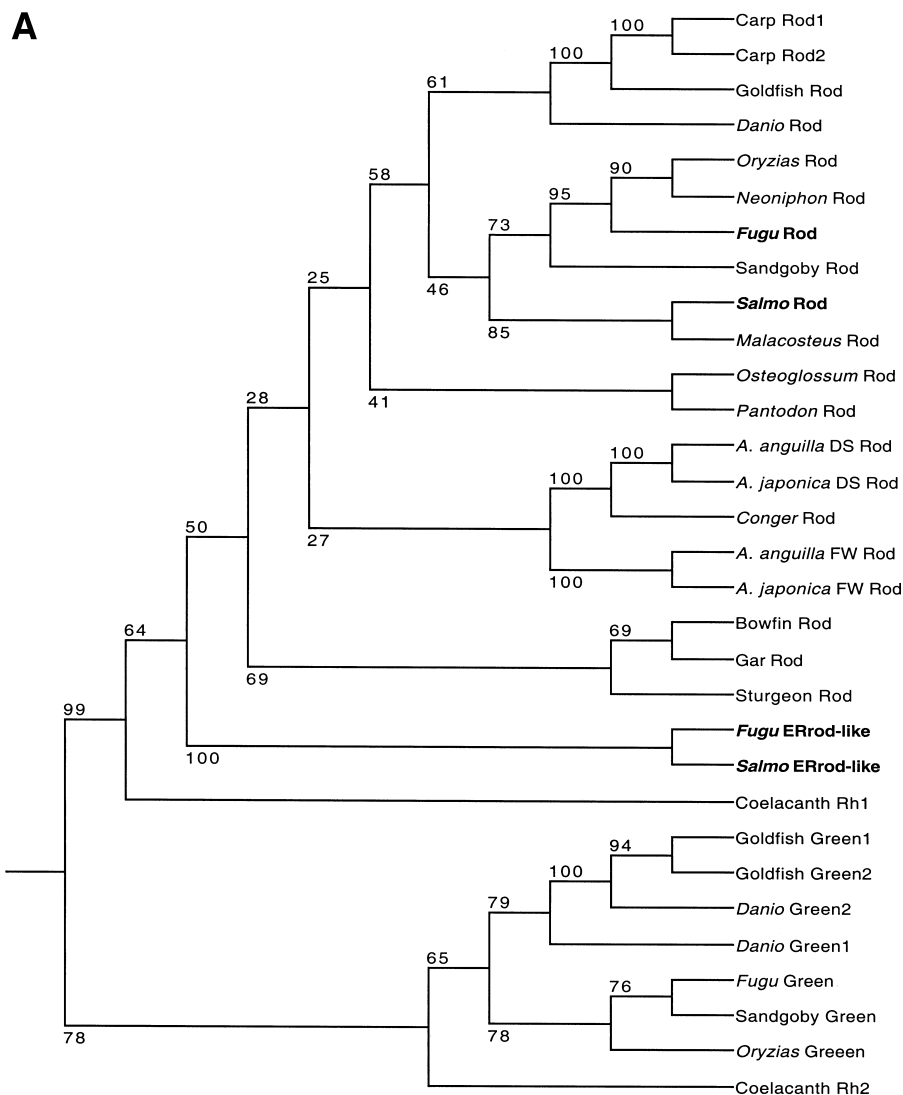 A
100
Carp Rod1
100
Carp Rod2
61
Goldfish Rod
Danio Rod
90
Oryzias Rod
58
95
Neoniphon Rod
73
Fugu Rod
Sandgoby Rod
25
46
Salmo Rod
85
Malacosteus Rod
Osteoglossum Rod
28
41
Pantodon Rod
100
A. anguilla DS Rod
100
A. japonica DS Rod
Conger Rod
50
27
A. anguilla FW Rod
100
A. japonica FW Rod
64
69
Bowfin Rod
Gar Rod
69
Sturgeon Rod
99
Fugu ERrod-like
100
Salmo ERrod-like
Coelacanth Rh1
94
Goldfish Green1
100
Goldfish Green2
79
Danio Green2
Danio Green1
65
76
Fugu Green
Sandgoby Green
78
78
Oryzias Greeen
Coelacanth Rh2